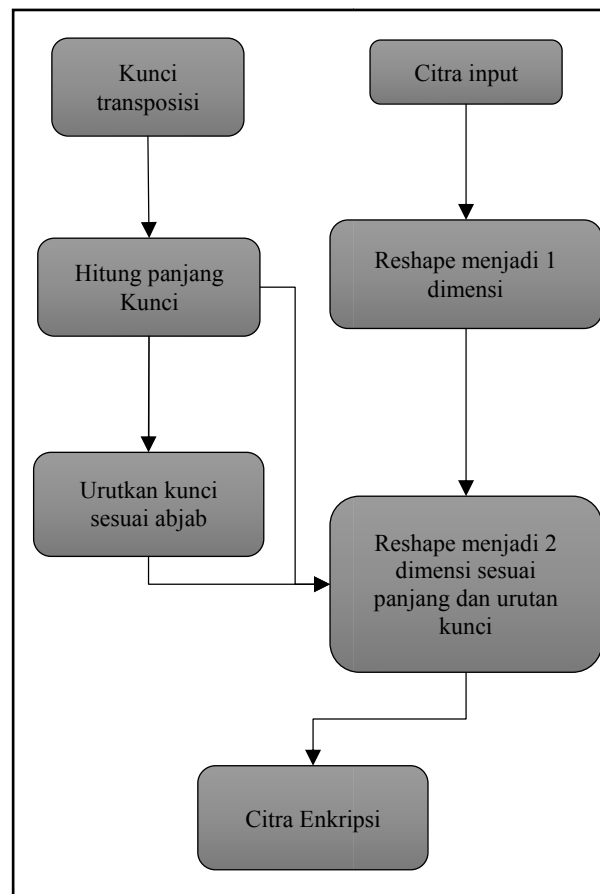 Kunci
transposisi
Citra input
Hitung panjang
Kunci
Reshape menjadi 1
dimensi
Urutkan kunci
sesuai abjab
Reshape menjadi 2
dimensi sesuai
panjang dan urutan
kunci
Citra Enkripsi